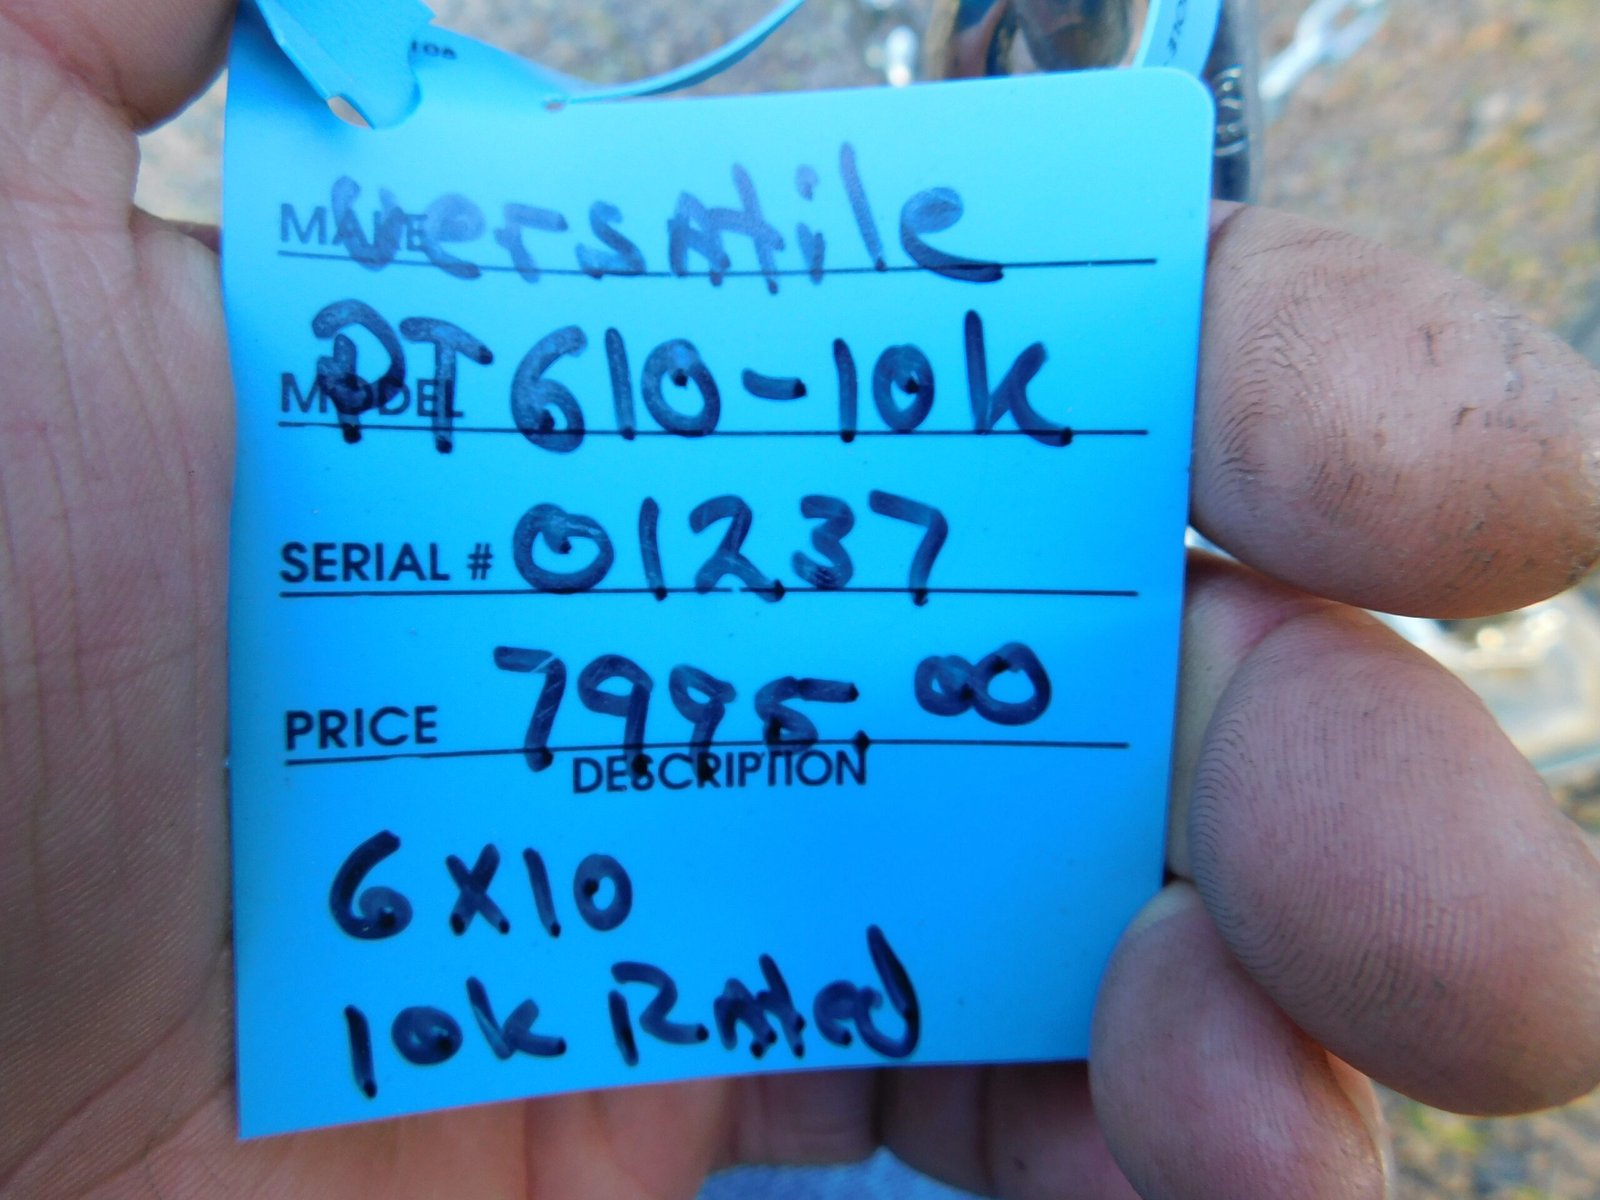 MAKE versatile
MODEL PT610-10k
SERIAL # 01237
PRICE 7995.00
DESCRIPTION
6x10
10k Rated